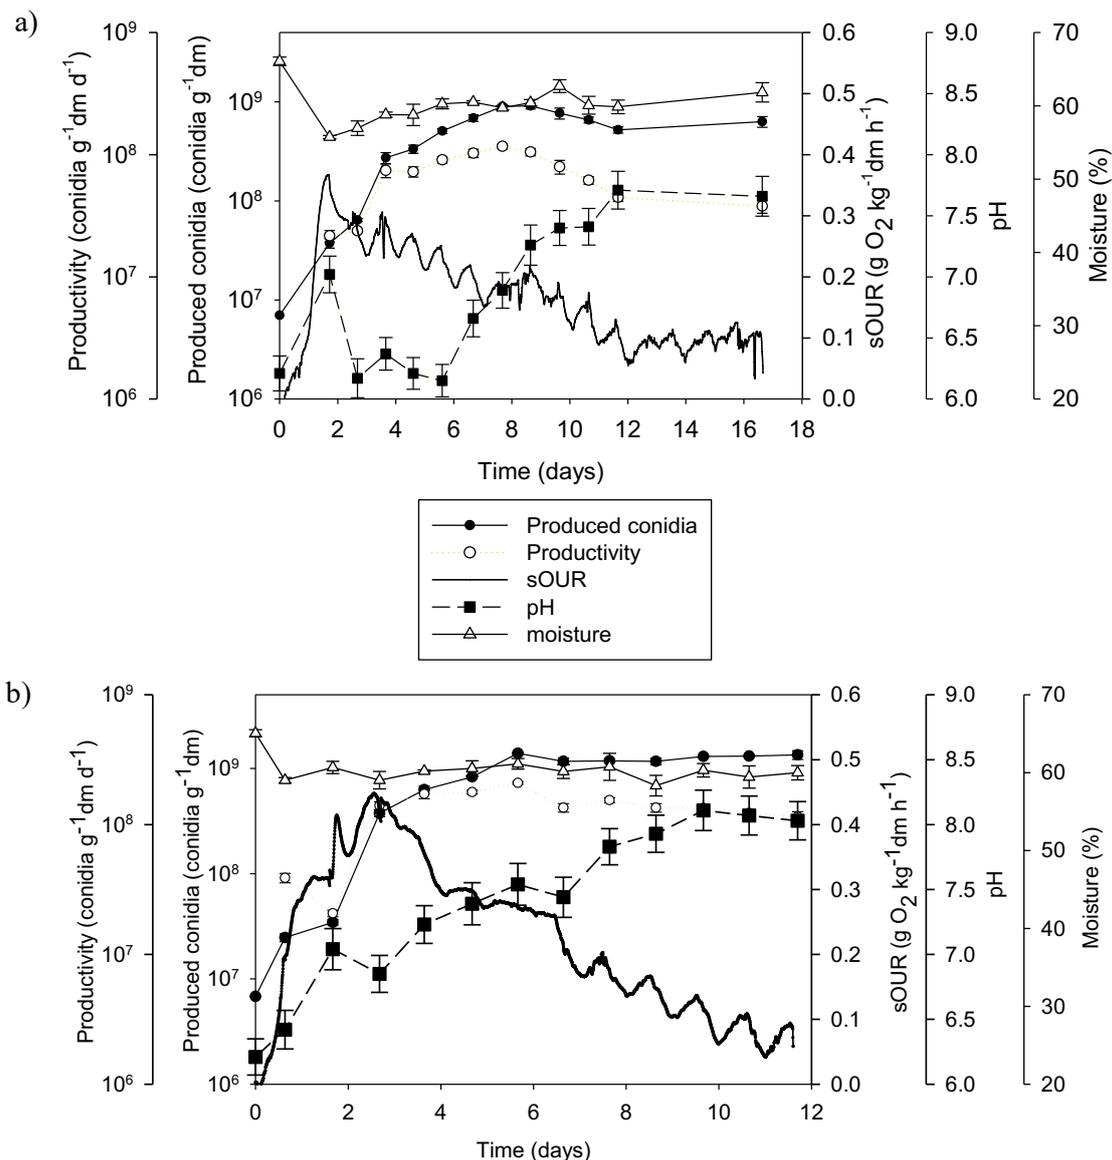 a)
10⁹
10⁸
10⁷
10⁶
Productivity (conidia g⁻¹dm d⁻¹)
10⁹
10⁸
10⁷
10⁶
Produced conidia (conidia g⁻¹dm)
0.6
0.5
0.4
0.3
0.2
0.1
0.0
sOUR (g O₂ kg⁻¹dm h⁻¹)
9.0
8.5
8.0
7.5
7.0
6.5
6.0
pH
70
60
50
40
30
20
Moisture (%)
0 2 4 6 8 10 12 14 16 18
Time (days)
Produced conidia
Productivity
sOUR
pH
moisture
b)
10⁹
10⁸
10⁷
10⁶
Productivity (conidia g⁻¹dm d⁻¹)
10⁹
10⁸
10⁷
10⁶
Produced conidia (conidia g⁻¹dm)
0.6
0.5
0.4
0.3
0.2
0.1
0.0
sOUR (g O₂ kg⁻¹dm h⁻¹)
9.0
8.5
8.0
7.5
7.0
6.5
6.0
pH
70
60
50
40
30
20
Moisture (%)
0 2 4 6 8 10 12
Time (days)